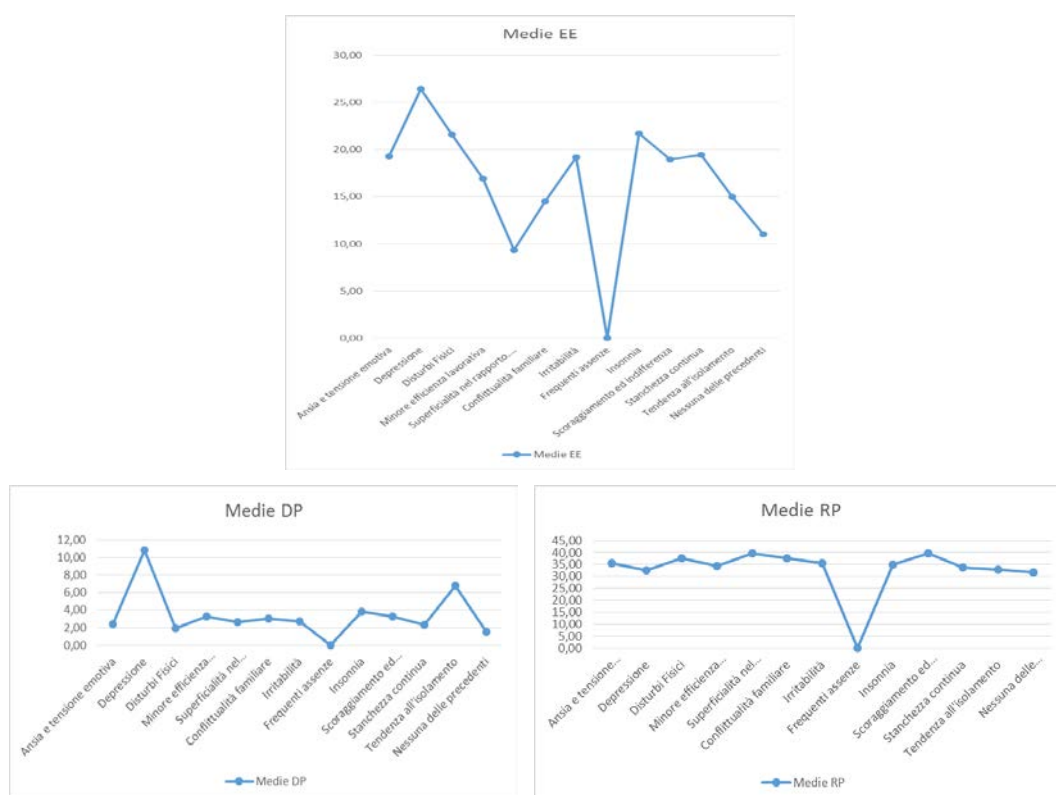 Medie EE
30,00
25,00
20,00
15,00
10,00
5,00
0,00
Ansia e tensione emotiva
Depressione
Disturbi Fisici
Minore efficienza lavorativa
Superficialità nel rapporto....
Conflittualità familiare
Irritabilità
Frequenti assenze
Insonnia
Scoraggiamento ed indifferenza
Stanchezza continua
Tendenza all'isolamento
Nessuna delle precedenti
Medie EE
Medie DP
12,00
10,00
8,00
6,00
4,00
2,00
0,00
Ansia e tensione emotiva
Depressione
Disturbi Fisici
Minore efficienza...
Superficialità nel...
Conflittualità familiare
Irritabilità
Frequenti assenze
Insonnia
Scoraggiamento ed...
Stanchezza continua
Tendenza all'isolamento
Nessuna delle precedenti
Medie DP
Medie RP
45,00
40,00
35,00
30,00
25,00
20,00
15,00
10,00
5,00
0,00
Ansia e tensione...
Depressione
Disturbi Fisici
Minore efficienza...
Superficialità nel...
Conflittualità familiare
Irritabilità
Frequenti assenze
Insonnia
Scoraggiamento ed...
Stanchezza continua
Tendenza all'isolamento
Nessuna delle...
Medie RP